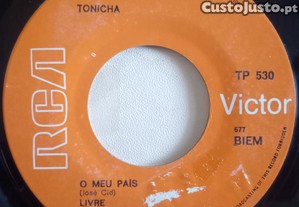 CustoJusto.pt
TONICHA
RCA
TP 530
Victor
677
BIEM
O MEU PAÍS
(José Cid)
LIVRE